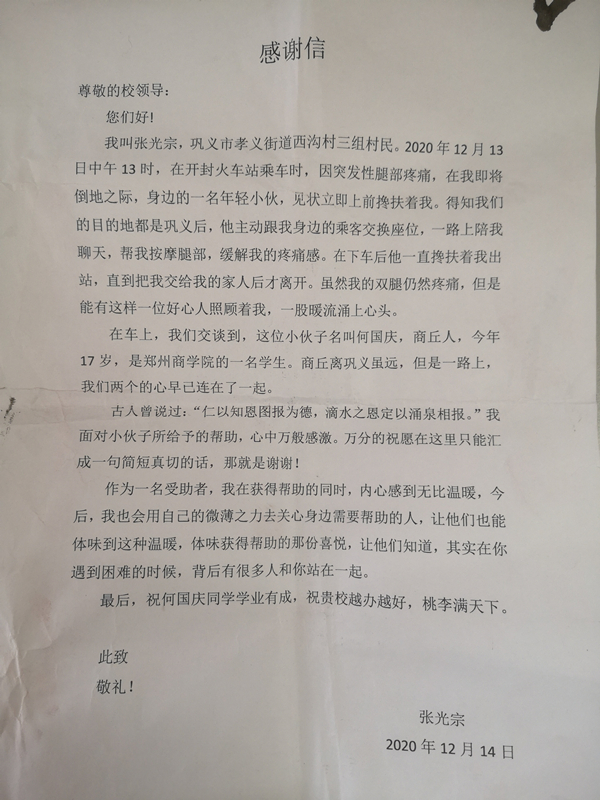 感谢信
尊敬的校领导：
您们好！
我叫张光宗，巩义市孝义街道西沟村三组村民。2020 年 12 月 13
日中午 13 时，在开封火车站乘车时，因突发性腿部疼痛，在我即将
倒地之际，身边的一名年轻小伙，见状立即上前搀扶着我。得知我们
的目的地都是巩义后，他主动跟我身边的乘客交换座位，一路上陪我
聊天，帮我按摩腿部，缓解我的疼痛感。在下车后他一直搀扶着我出
站，直到把我交给我的家人后才离开。虽然我的双腿仍然疼痛，但是
能有这样一位好心人照顾着我，一股暖流涌上心头。
在车上，我们交谈到，这位小伙子名叫何国庆，商丘人，今年
17 岁，是郑州商学院的一名学生。商丘离巩义虽远，但是一路上，
我们两个的心早已连在了一起。
古人曾说过：“仁以知恩图报为德，滴水之恩定以涌泉相报。”我
面对小伙子所给予的帮助，心中万般感激。万分的祝愿在这里只能汇
成一句简短真切的话，那就是谢谢！
作为一名受助者，我在获得帮助的同时，内心感到无比温暖，今
后，我也会用自己的微薄之力去关心身边需要帮助的人，让他们也能
体味到这种温暖，体味获得帮助的那份喜悦，让他们知道，其实在你
遇到困难的时候，背后有很多人和你站在一起。
最后，祝何国庆同学学业有成，祝贵校越办越好，桃李满天下。
此致
敬礼！
张光宗
2020 年 12 月 14 日